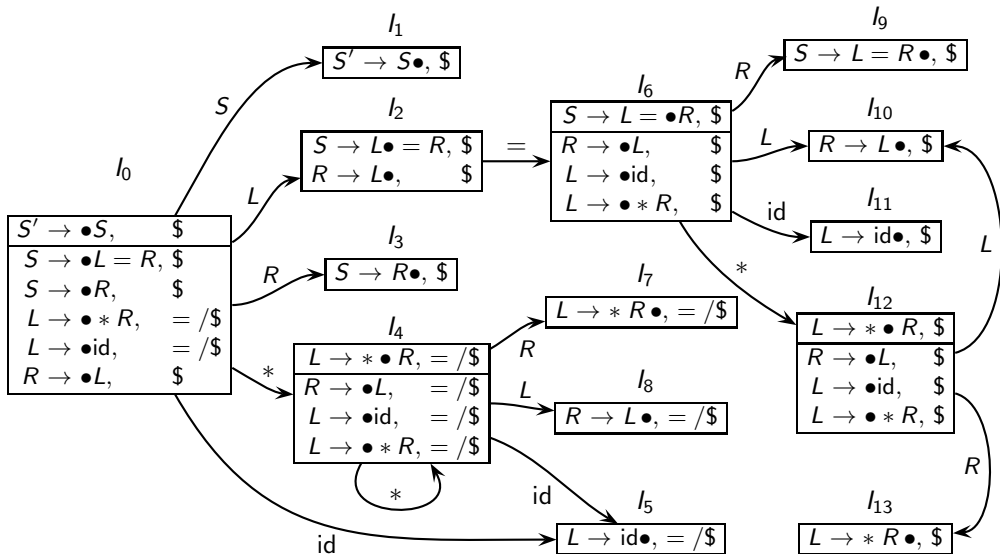 I₀
S′ → •S, $
S → •L = R, $
S → •R, $
L → • * R, = /$
L → •id, = /$
R → •L, $
S
L
R
*
id
I₁
S′ → S•, $
I₂
S → L• = R, $
R → L•, $
=
I₃
S → R•, $
I₄
L → * • R, = /$
R → •L, = /$
L → •id, = /$
L → • * R, = /$
*
R
L
id
I₅
L → id•, = /$
I₆
S → L = •R, $
R → •L, $
L → •id, $
L → • * R, $
R
L
id
*
I₇
L → * R •, = /$
I₈
R → L •, = /$
I₉
S → L = R •, $
I₁₀
R → L •, $
I₁₁
L → id•, $
I₁₂
L → * • R, $
R → •L, $
L → •id, $
L → • * R, $
L
R
I₁₃
L → * R •, $